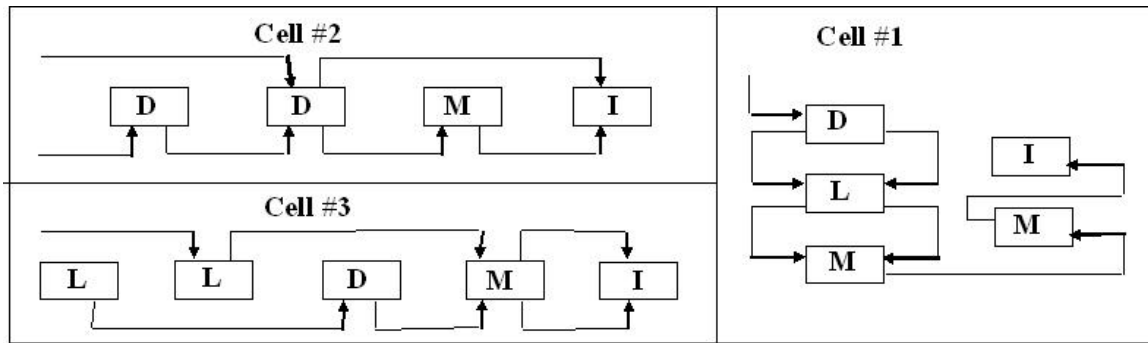 Cell #2
D D M I
Cell #3
L L D M I
Cell #1
D
I
L
M
M